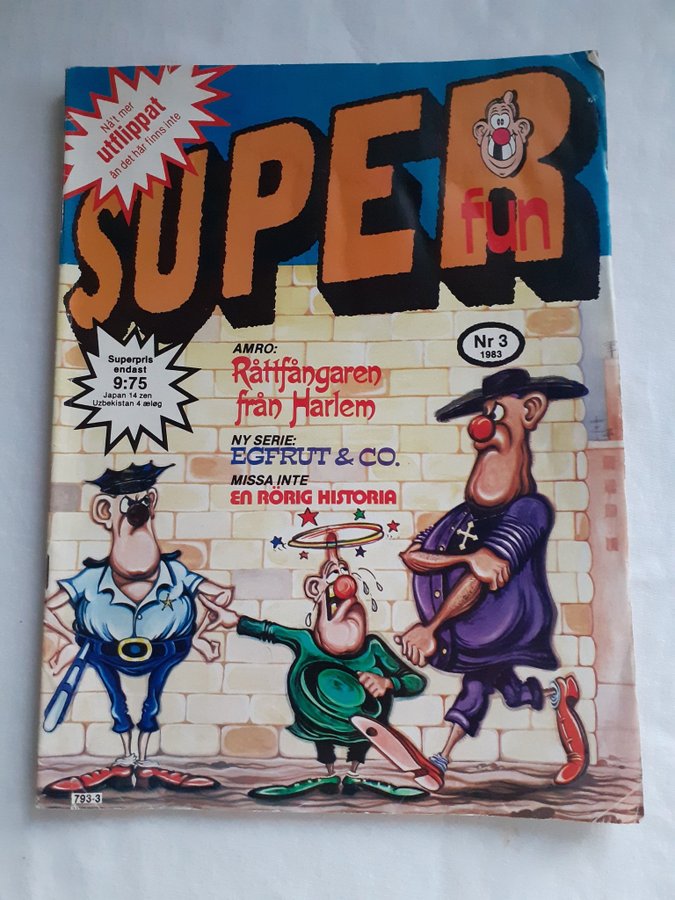 Nå't mer
utflippat
än det här finns inte
SUPER
fun
Superpris
endast
9:75
Japan 14 zen
Uzbekistan 4 æløg
AMRO:
Råttfångaren
från Harlem
Nr 3
1983
NY SERIE:
EGFRUT & CO.
MISSA INTE
EN RÖRIG HISTORIA
793-3